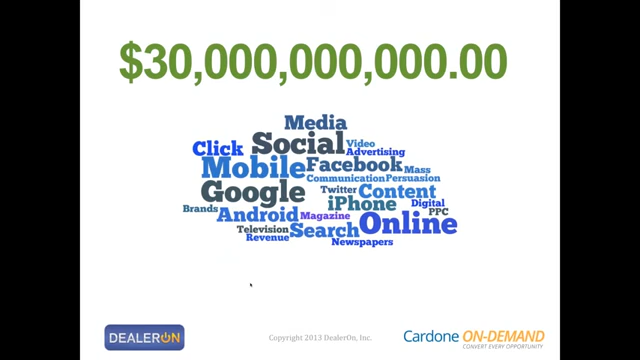 $30,000,000,000.00
Media
Click Social Video
Advertising
Mobile Facebook Mass
Communication Persuasion
Google Twitter Content
iPhone Digital
Brands Android Magazine PPC
Television Search Online
Revenue Newspapers
DEALERON
Copyright 2013 DealerOn, Inc.
Cardone ON-DEMAND
CONVERT EVERY OPPORTUNITY